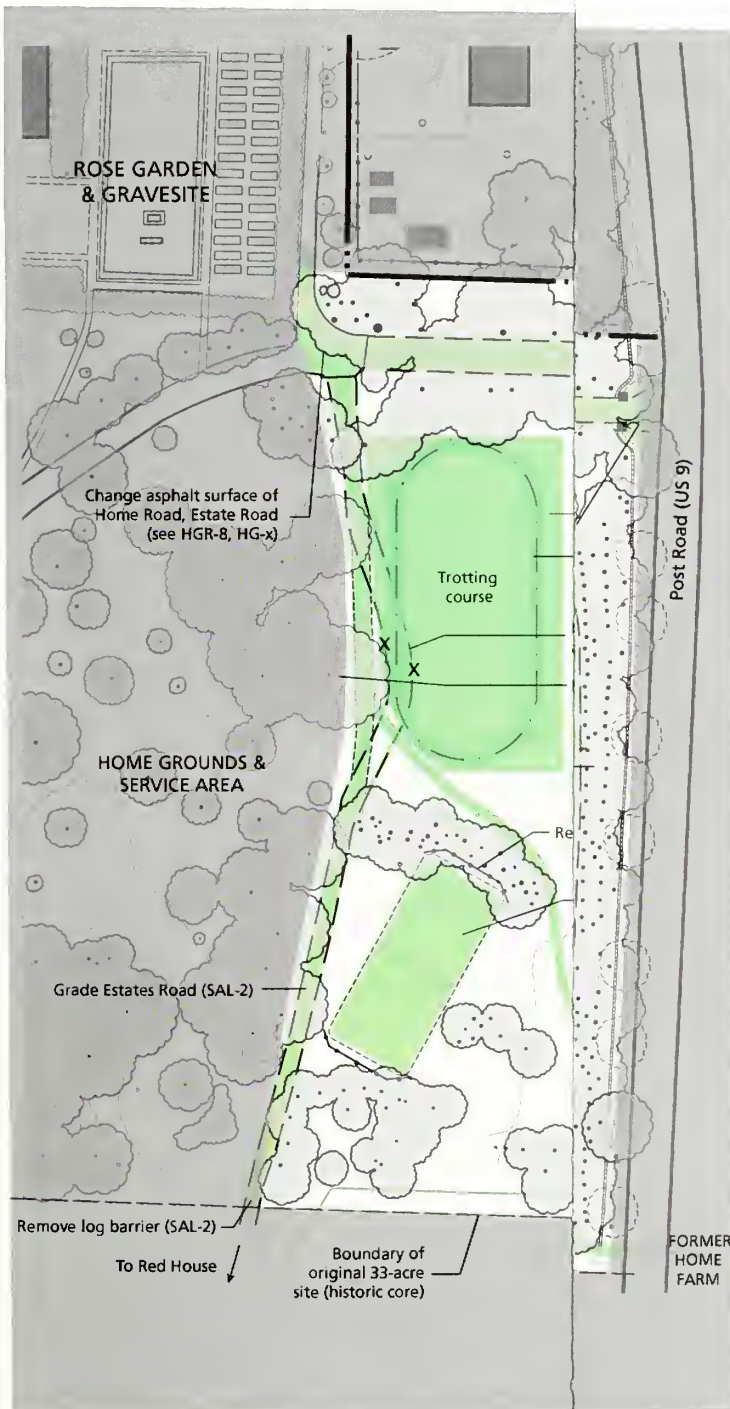 ROSE GARDEN
& GRAVESITE
Change asphalt surface of
Home Road, Estate Road
(see HGR-8, HG-x)
Trotting
course
Post Road (US 9)
X
X
HOME GROUNDS &
SERVICE AREA
Re
Grade Estates Road (SAL-2)
Remove log barrier (SAL-2)
To Red House
Boundary of
original 33-acre
site (historic core)
FORMER
HOME
FARM